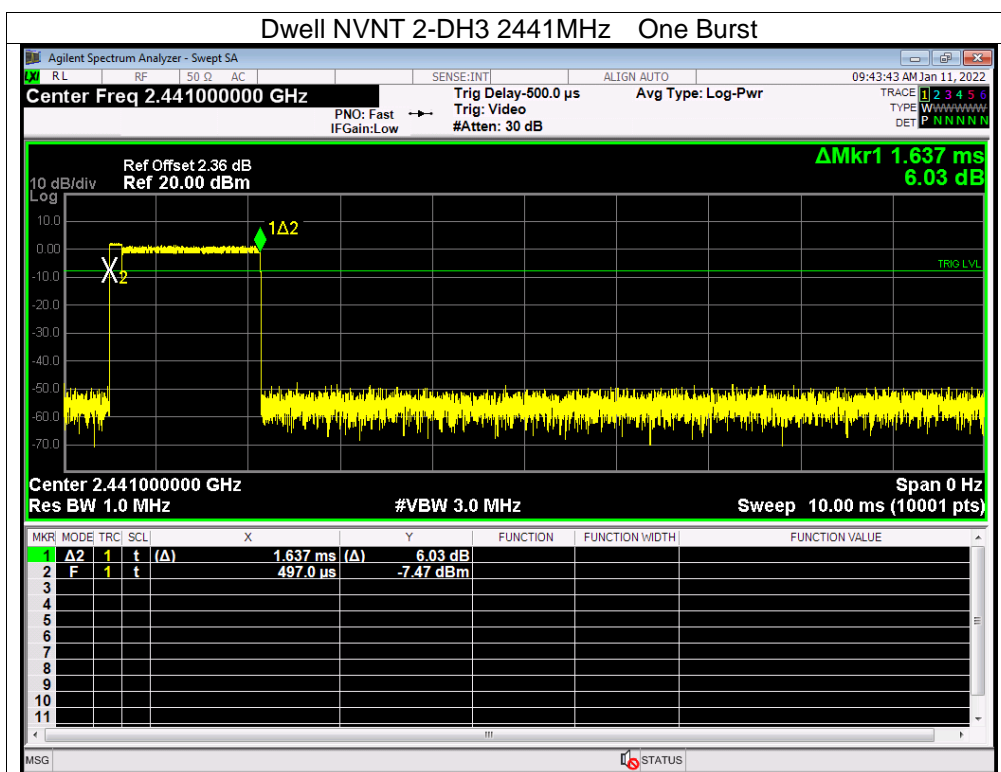 Dwell NVNT 2-DH3 2441MHz One Burst
Agilent Spectrum Analyzer - Swept SA
LXI RL RF 50 Ω AC SENSE:INT ALIGN AUTO 09:43:43 AM Jan 11, 2022
Center Freq 2.441000000 GHz Trig Delay-500.0 µs Avg Type: Log-Pwr TRACE 1 2 3 4 5 6
PNO: Fast Trig: Video TYPE WWWWWW
IFGain:Low #Atten: 30 dB DET P N N N N N
ΔMkr1 1.637 ms
6.03 dB
Ref Offset 2.36 dB
10 dB/div Ref 20.00 dBm
Log
10.0
1Δ2
0.00
TRIG LVL
2
-10.0
-20.0
-30.0
-40.0
-50.0
-60.0
-70.0
Center 2.441000000 GHz Span 0 Hz
Res BW 1.0 MHz #VBW 3.0 MHz Sweep 10.00 ms (10001 pts)
MKR MODE TRC SCL X Y FUNCTION FUNCTION WIDTH FUNCTION VALUE
1 Δ2 1 t (Δ) 1.637 ms (Δ) 6.03 dB
2 F 1 t 497.0 µs -7.47 dBm
3
4
5
6
7
8
9
10
11
MSG STATUS